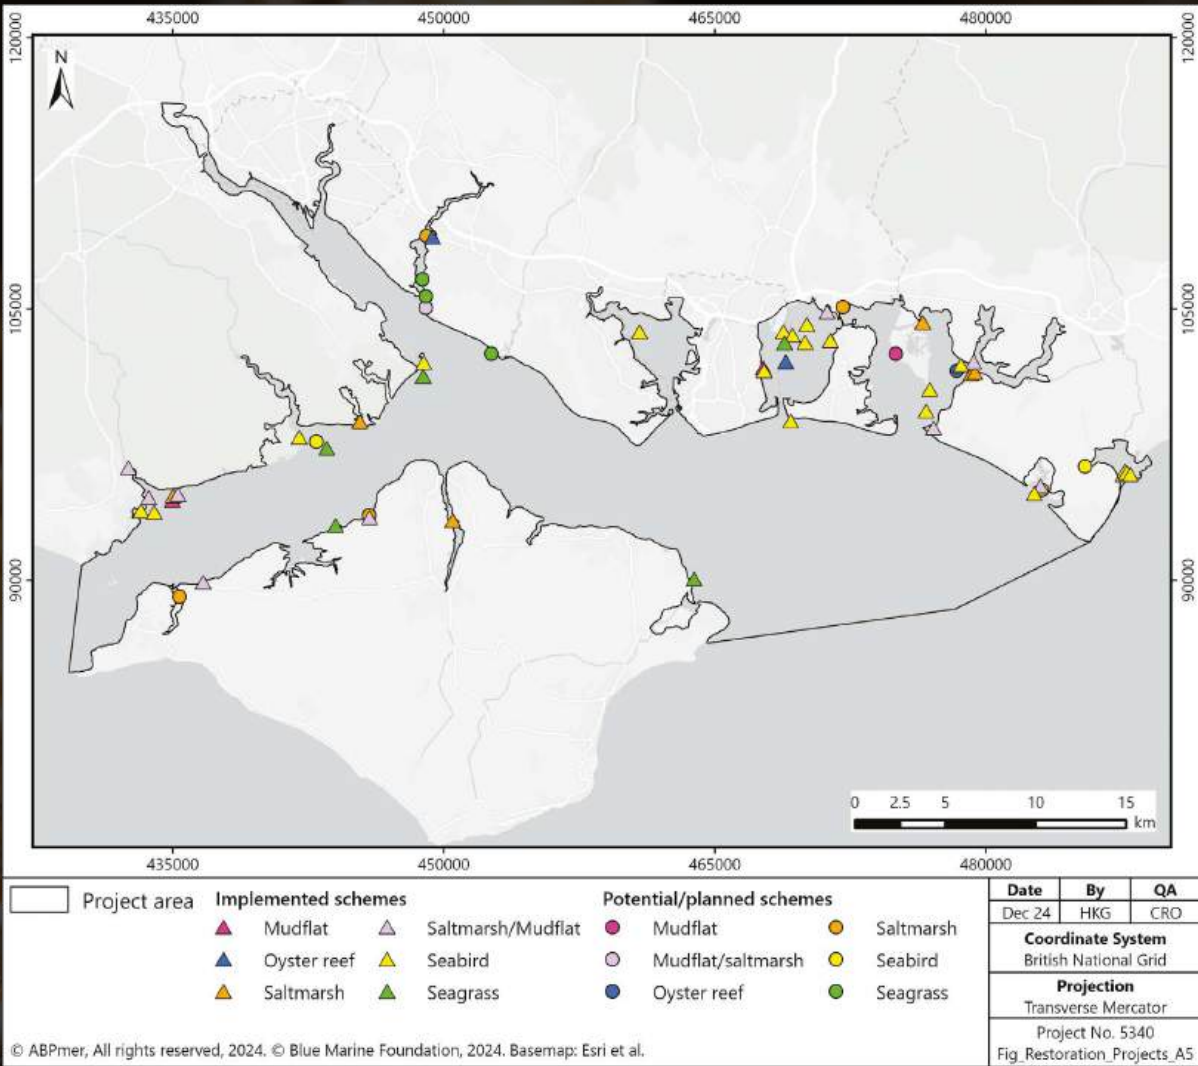 435000 450000 465000 480000
120000 120000
N
105000 105000
90000 90000
0 2.5 5 10 15
km
435000 450000 465000 480000
Project area
Implemented schemes
Mudflat Saltmarsh/Mudflat
Oyster reef Seabird
Saltmarsh Seagrass
Potential/planned schemes
Mudflat Saltmarsh
Mudflat/saltmarsh Seabird
Oyster reef Seagrass
Date By QA
Dec 24 HKG CRO
Coordinate System
British National Grid
Projection
Transverse Mercator
Project No. 5340
Fig_Restoration_Projects_A5
© ABPmer, All rights reserved, 2024. © Blue Marine Foundation, 2024. Basemap: Esri et al.